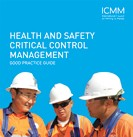 ICMM
HEALTH AND SAFETY
CRITICAL CONTROL
MANAGEMENT
GOOD PRACTICE GUIDE